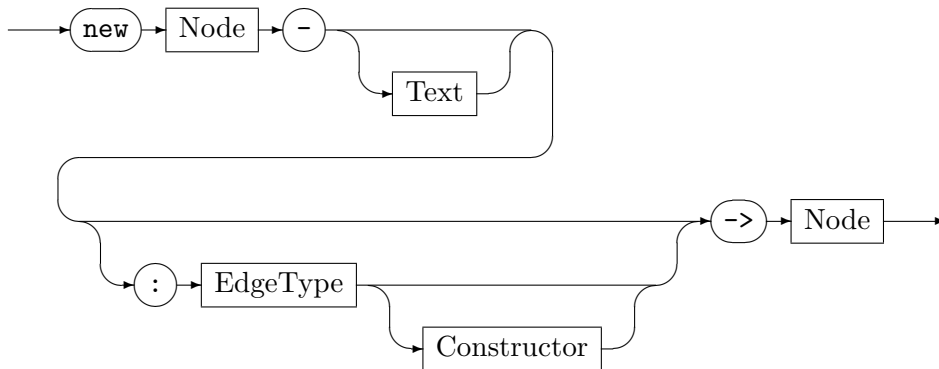 new Node -
Text
-> Node
: EdgeType
Constructor